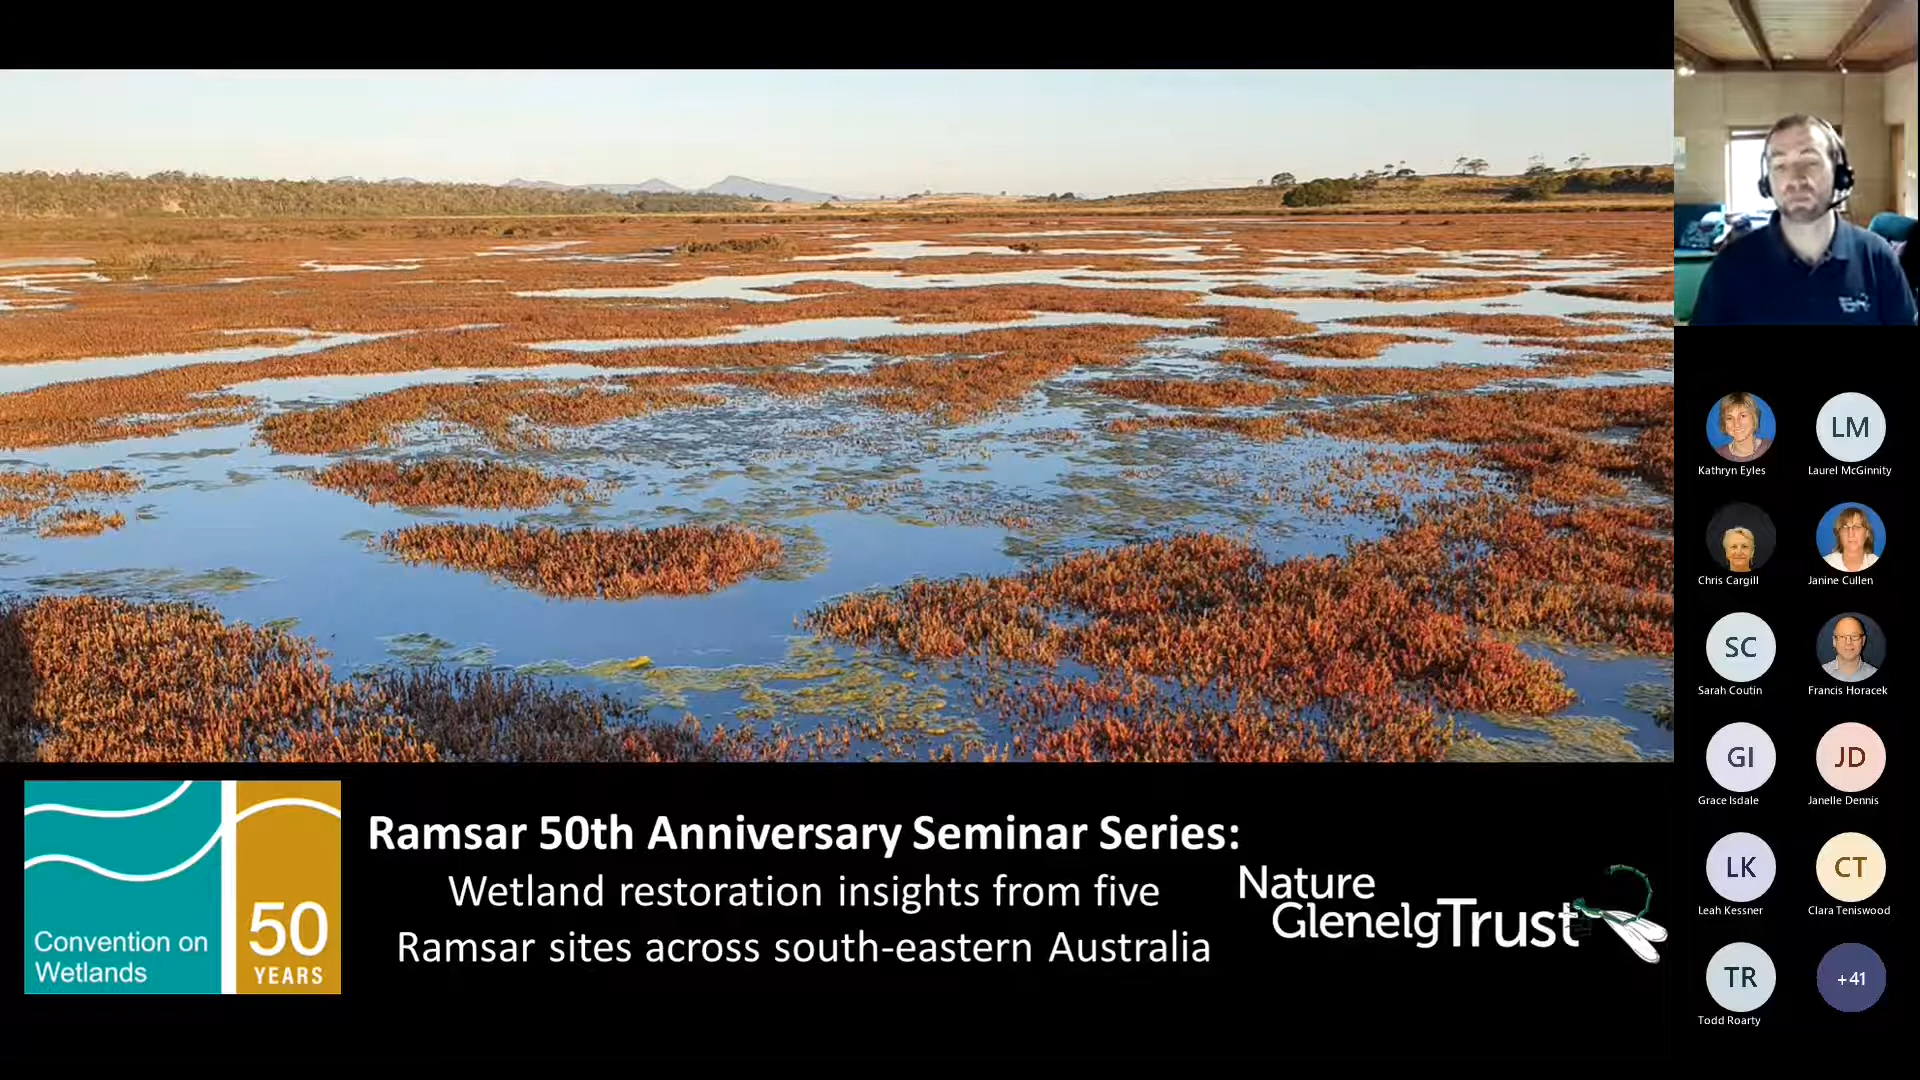 Ramsar 50th Anniversary Seminar Series:
Wetland restoration insights from five
Ramsar sites across south-eastern Australia
Convention on
Wetlands
50
YEARS
Nature
GlenelgTrust
Kathryn Eyles
LM
Laurel McGinnity
Chris Cargill
Janine Cullen
SC
Sarah Coutin
Francis Horacek
GI
Grace Isdale
JD
Janelle Dennis
LK
Leah Kessner
CT
Clara Teniswood
TR
Todd Roarty
+41